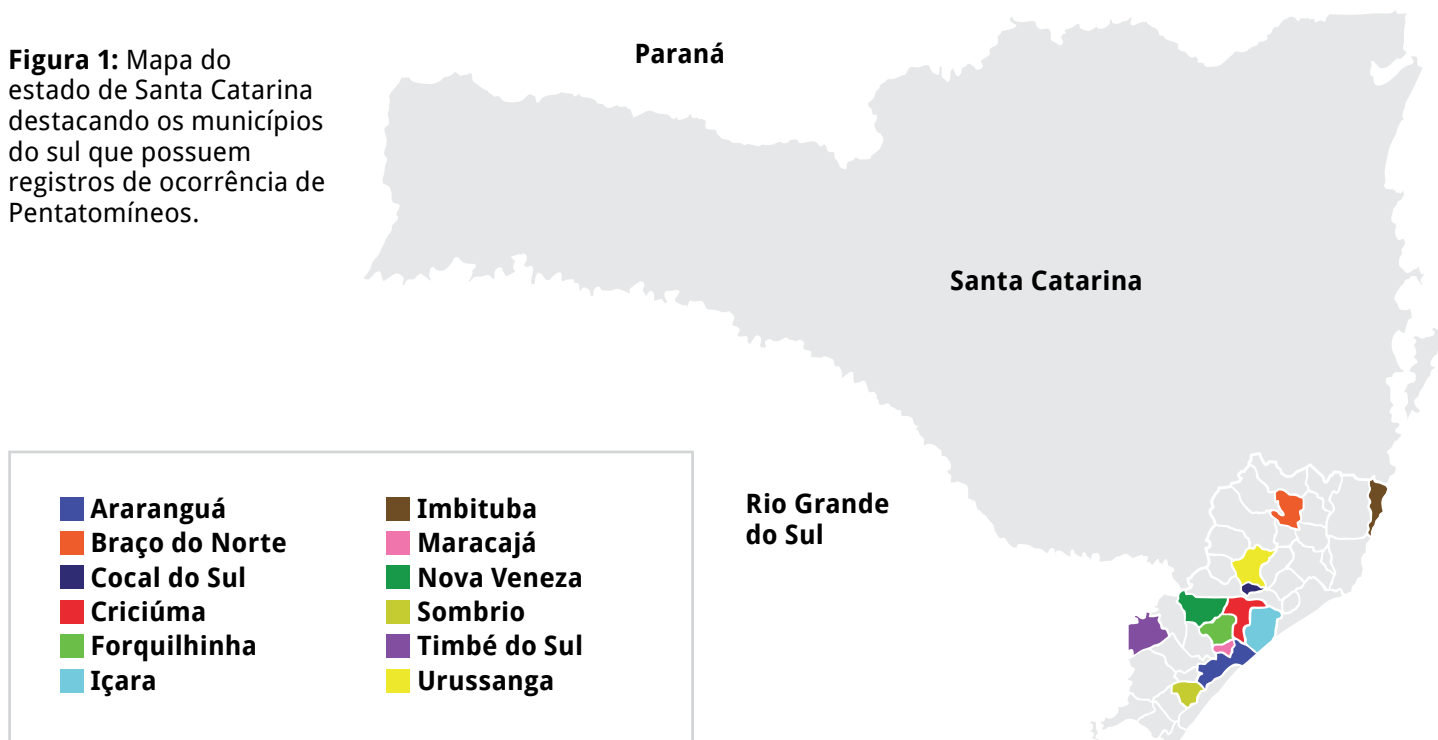 Figura 1: Mapa do
estado de Santa Catarina
destacando os municípios
do sul que possuem
registros de ocorrência de
Pentatomíneos.
Paraná
Santa Catarina
Rio Grande
do Sul
Araranguá
Braço do Norte
Cocal do Sul
Criciúma
Forquilhinha
Içara
Imbituba
Maracajá
Nova Veneza
Sombrio
Timbé do Sul
Urussanga